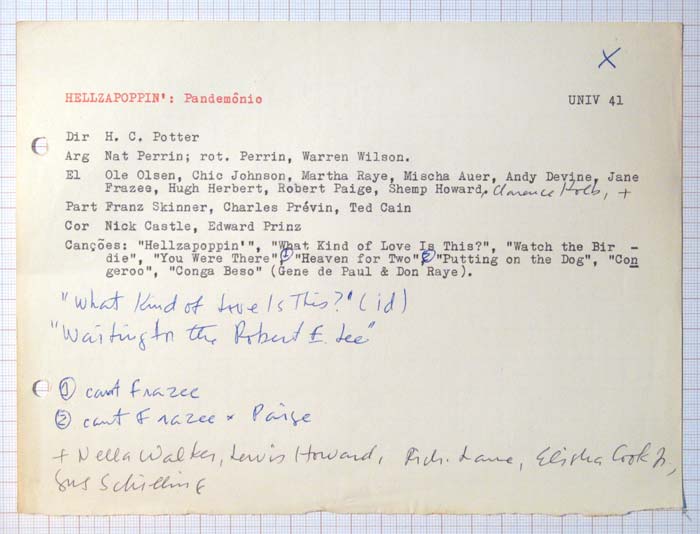 X
HELLZAPOPPIN': Pandemônio UNIV 41
Dir H. C. Potter
Arg Nat Perrin; rot. Perrin, Warren Wilson.
El Ole Olsen, Chic Johnson, Martha Raye, Mischa Auer, Andy Devine, Jane
Frazee, Hugh Herbert, Robert Paige, Shemp Howard, Clarence Kolb, +
Part Franz Skinner, Charles Prévin, Ted Cain
Cor Nick Castle, Edward Prinz
Canções: "Hellzapoppin'", "What Kind of Love Is This?", "Watch the Bir -
die", "You Were There" ① "Heaven for Two" ② "Putting on the Dog", "Con
geroo", "Conga Beso" (Gene de Paul & Don Raye).
"What Kind of Love Is This?" (id)
"Waiting for the Robert E. Lee"
① cant Frazee
② cant Frazee x Paige
+ Nella Walker, Lewis Howard, Rich. Lane, Elisha Cook Jr.,
Gus Schilling